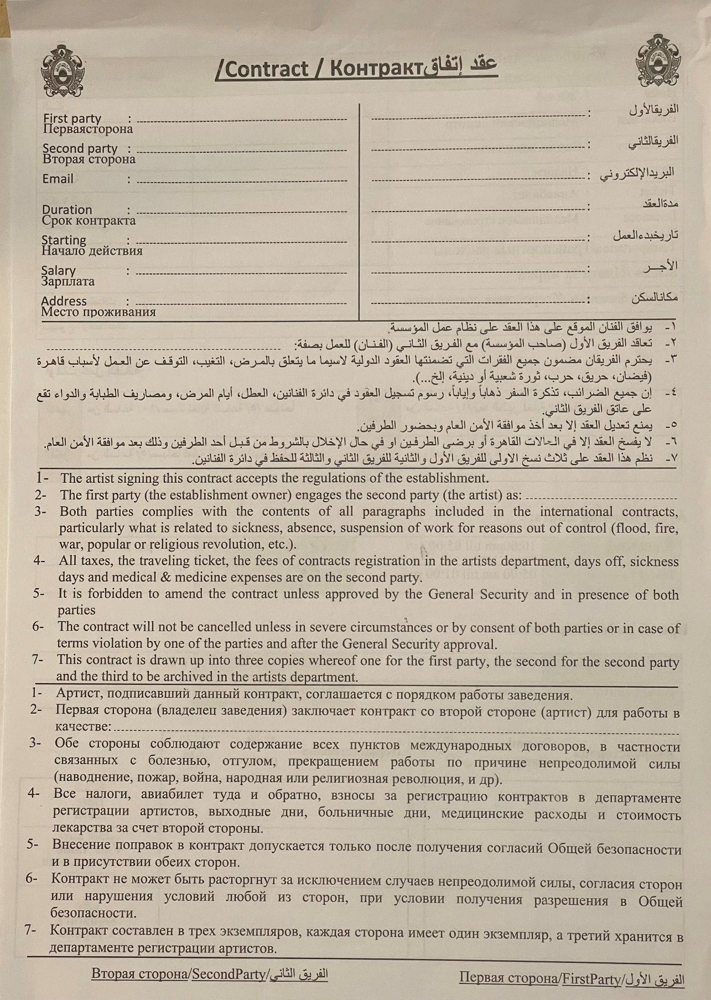 /Contract / Контрактعقد إتفاق
First party : الفريقالأول :
Перваясторона
Second party : الفريقالثاني :
Вторая сторона
Email : البريدالإلكتروني :
Duration : مدةالعقد :
Срок контракта
Starting : تاريخبدءالعمل :
Начало действия
Salary : الأجــر :
Зарплата
Address : مكانالسكن :
Место проживания
١- يوافق الفنان الموقع على هذا العقد على نظام عمل المؤسسة.
٢- تعاقد الفريق الأول (صاحب المؤسسة) مع الفريق الثاني (الفنان) للعمل بصفة:
٣- يحترم الفريقان مضمون جميع الفقرات التي تضمنتها العقود الدولية لاسيما ما يتعلق بالمرض، التغيب، التوقف عن العمل لأسباب قاهرة
(فيضان، حريق، حرب، ثورة شعبية أو دينية، إلخ...).
٤- إن جميع الضرائب، تذكرة السفر ذهاباً وإياباً، رسوم تسجيل العقود في دائرة الفنانين، العطل، أيام المرض، ومصاريف الطبابة والدواء تقع
على عاتق الفريق الثاني.
٥- يمنع تعديل العقد إلا بعد أخذ موافقة الأمن العام وبحضور الطرفين.
٦- لا يفسخ العقد إلا في الحالات القاهرة أو برضى الطرفين او في حال الإخلال بالشروط من قبل أحد الطرفين وذلك بعد موافقة الأمن العام.
٧- نظم هذا العقد على ثلاث نسخ الاولى للفريق الأول والثانية للفريق الثاني والثالثة للحفظ في دائرة الفنانين.
1- The artist signing this contract accepts the regulations of the establishment.
2- The first party (the establishment owner) engages the second party (the artist) as:
3- Both parties complies with the contents of all paragraphs included in the international contracts,
particularly what is related to sickness, absence, suspension of work for reasons out of control (flood, fire,
war, popular or religious revolution, etc.).
4- All taxes, the traveling ticket, the fees of contracts registration in the artists department, days off, sickness
days and medical & medicine expenses are on the second party.
5- It is forbidden to amend the contract unless approved by the General Security and in presence of both
parties
6- The contract will not be cancelled unless in severe circumstances or by consent of both parties or in case of
terms violation by one of the parties and after the General Security approval.
7- This contract is drawn up into three copies whereof one for the first party, the second for the second party
and the third to be archived in the artists department.
1- Артист, подписавший данный контракт, соглашается с порядком работы заведения.
2- Первая сторона (владелец заведения) заключает контракт со второй стороне (артист) для работы в
качестве:
3- Обе стороны соблюдают содержание всех пунктов международных договоров, в частности
связанных с болезнью, отгулом, прекращением работы по причине непреодолимой силы
(наводнение, пожар, война, народная или религиозная революция, и др).
4- Все налоги, авиабилет туда и обратно, взносы за регистрацию контрактов в департаменте
регистрации артистов, выходные дни, больничные дни, медицинские расходы и стоимость
лекарства за счет второй стороны.
5- Внесение поправок в контракт допускается только после получения согласий Общей безопасности
и в присутствии обеих сторон.
6- Контракт не может быть расторгнут за исключением случаев непреодолимой силы, согласия сторон
или нарушения условий любой из сторон, при условии получения разрешения в Общей
безопасности.
7- Контракт составлен в трех экземпляров, каждая сторона имеет один экземпляр, а третий хранится в
департаменте регистрации артистов.
Вторая сторона/SecondParty/الفريق الثاني Первая сторона/FirstParty/الفريق الأول